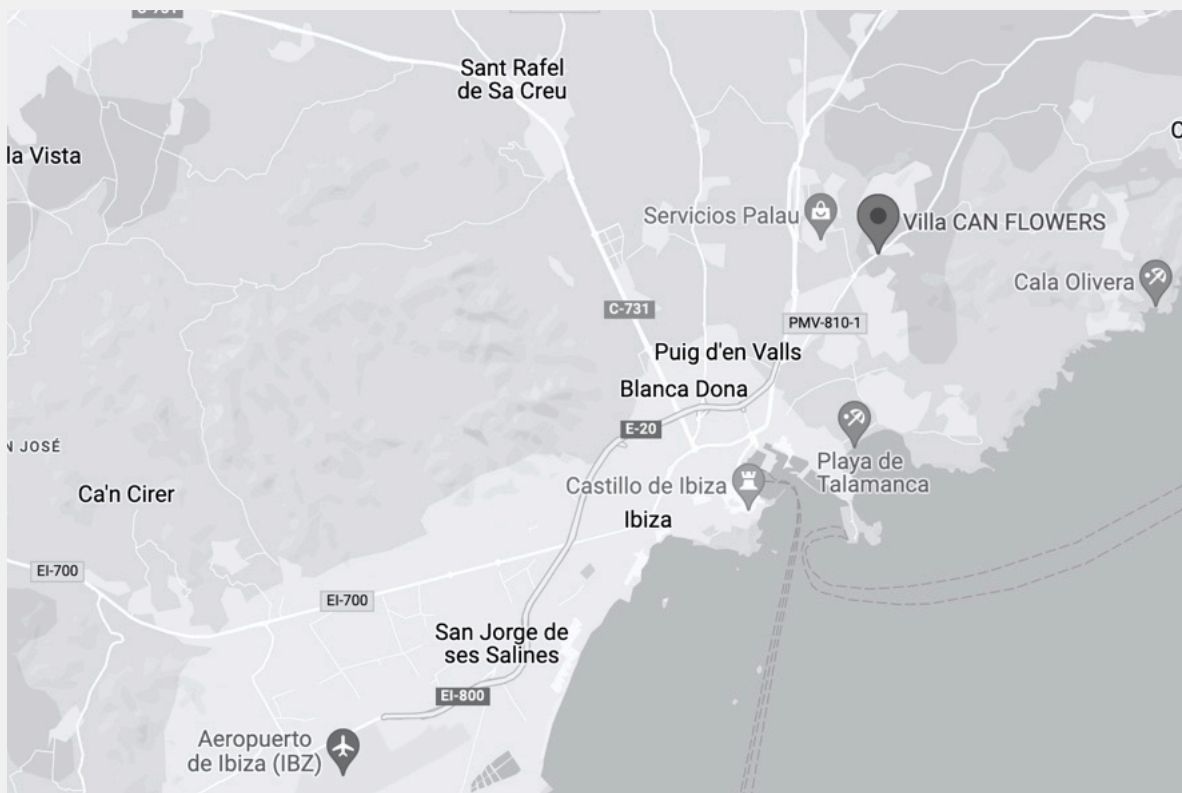 C-731
Sant Rafel
de Sa Creu
la Vista
Servicios Palau
Villa CAN FLOWERS
Cala Olivera
C-731
PMV-810-1
Puig d'en Valls
Blanca Dona
E-20
N JOSÉ
Playa de
Talamanca
Castillo de Ibiza
Ca'n Cirer
Ibiza
EI-700
EI-700
San Jorge de
ses Salines
EI-800
Aeropuerto
de Ibiza (IBZ)